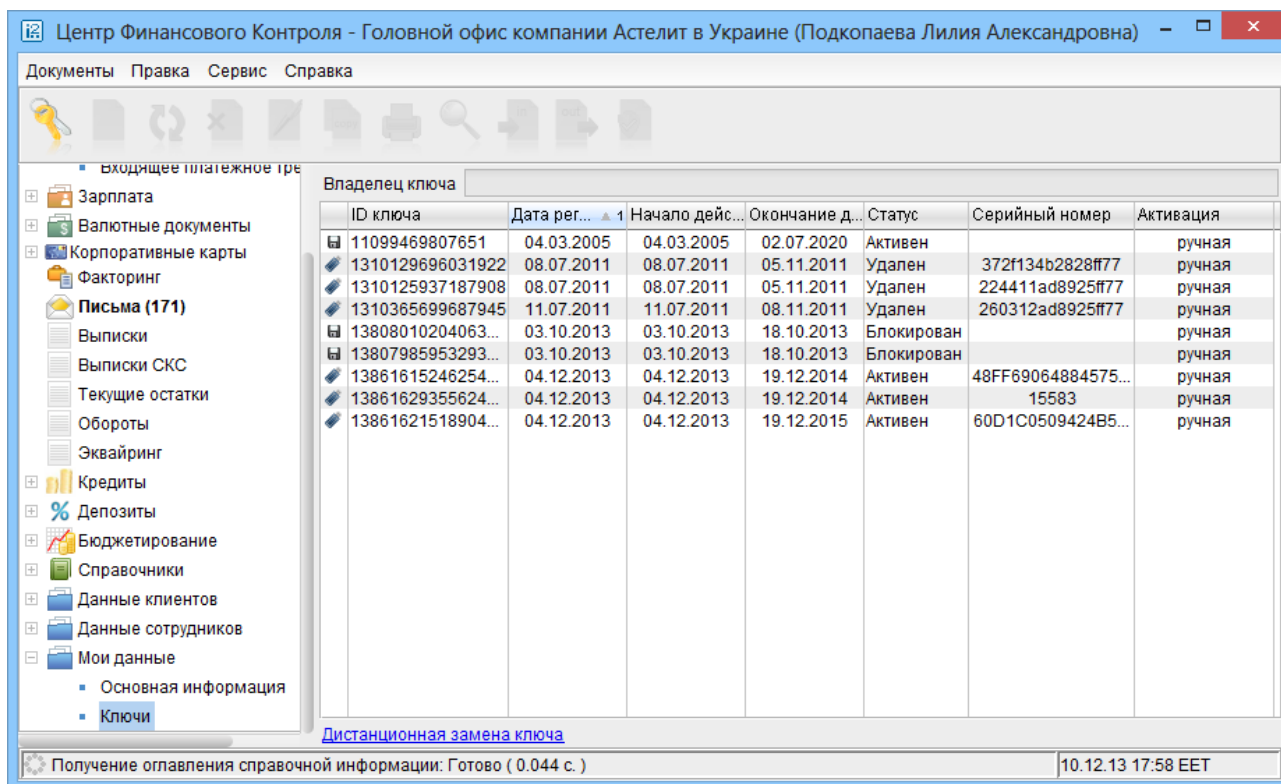 Центр Финансового Контроля - Головной офис компании Астелит в Украине (Подкопаева Лилия Александровна)
Документы Правка Сервис Справка
Входящее платежное тре
Зарплата
Валютные документы
Корпоративные карты
Факторинг
Письма (171)
Выписки
Выписки СКС
Текущие остатки
Обороты
Эквайринг
Кредиты
Депозиты
Бюджетирование
Справочники
Данные клиентов
Данные сотрудников
Мои данные
Основная информация
Ключи
Владелец ключа
ID ключа Дата рег... 1 Начало дейс... Окончание д... Статус Серийный номер Активация
11099469807651 04.03.2005 04.03.2005 02.07.2020 Активен ручная
1310129696031922 08.07.2011 08.07.2011 05.11.2011 Удален 372f134b2828ff77 ручная
1310125937187908 08.07.2011 08.07.2011 05.11.2011 Удален 224411ad8925ff77 ручная
1310365699687945 11.07.2011 11.07.2011 08.11.2011 Удален 260312ad8925ff77 ручная
13808010204063... 03.10.2013 03.10.2013 18.10.2013 Блокирован ручная
13807985953293... 03.10.2013 03.10.2013 18.10.2013 Блокирован ручная
13861615246254... 04.12.2013 04.12.2013 19.12.2014 Активен 48FF69064884575... ручная
13861629355624... 04.12.2013 04.12.2013 19.12.2014 Активен 15583 ручная
13861621518904... 04.12.2013 04.12.2013 19.12.2015 Активен 60D1C0509424B5... ручная
Дистанционная замена ключа
Получение оглавления справочной информации: Готово ( 0.044 с. )
10.12.13 17:58 EET